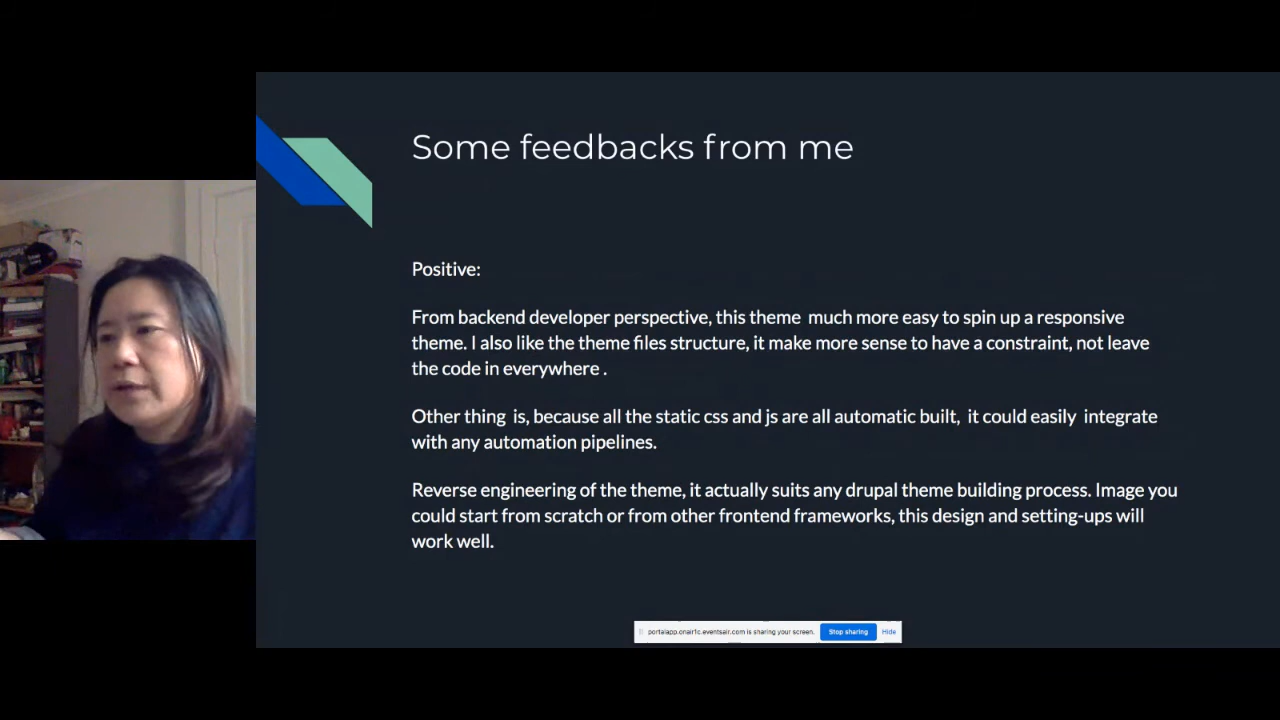 Some feedbacks from me
Positive:
From backend developer perspective, this theme much more easy to spin up a responsive
theme. I also like the theme files structure, it make more sense to have a constraint, not leave
the code in everywhere .
Other thing is, because all the static css and js are all automatic built, it could easily integrate
with any automation pipelines.
Reverse engineering of the theme, it actually suits any drupal theme building process. Image you
could start from scratch or from other frontend frameworks, this design and setting-ups will
work well.
portalapp.onair1c.eventsair.com is sharing your screen. Stop sharing Hide